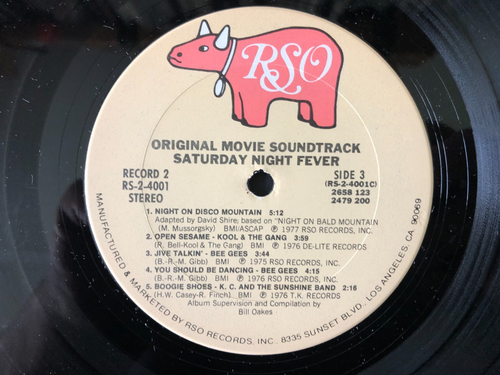 RSO
ORIGINAL MOVIE SOUNDTRACK
SATURDAY NIGHT FEVER
RECORD 2
RS-2-4001
STEREO
SIDE 3
(RS-2-4001C)
2658 123
2479 200
1. NIGHT ON DISCO MOUNTAIN 5:12
Adapted by David Shire; based on "NIGHT ON BALD MOUNTAIN
(M. Mussorgsky) BMI/ASCAP Ⓟ 1977 RSO RECORDS, INC.
2. OPEN SESAME - KOOL & THE GANG 3:59
(R. Bell-Kool & The Gang) BMI Ⓟ 1976 DE-LITE RECORDS
3. JIVE TALKIN' - BEE GEES 3:44
(B.-R.-M. Gibb) BMI Ⓟ 1975 RSO RECORDS, INC.
4. YOU SHOULD BE DANCING - BEE GEES 4:15
(B.-R.-M. Gibb) BMI Ⓟ 1976 RSO RECORDS, INC.
5. BOOGIE SHOES - K. C. AND THE SUNSHINE BAND 2:16
(H.W. Casey-R. Finch) BMI Ⓟ 1976 T.K. RECORDS
Album Supervision and Compilation by
Bill Oakes
MANUFACTURED & MARKETED BY RSO RECORDS, INC. 8335 SUNSET BLVD., LOS ANGELES, CA. 90069